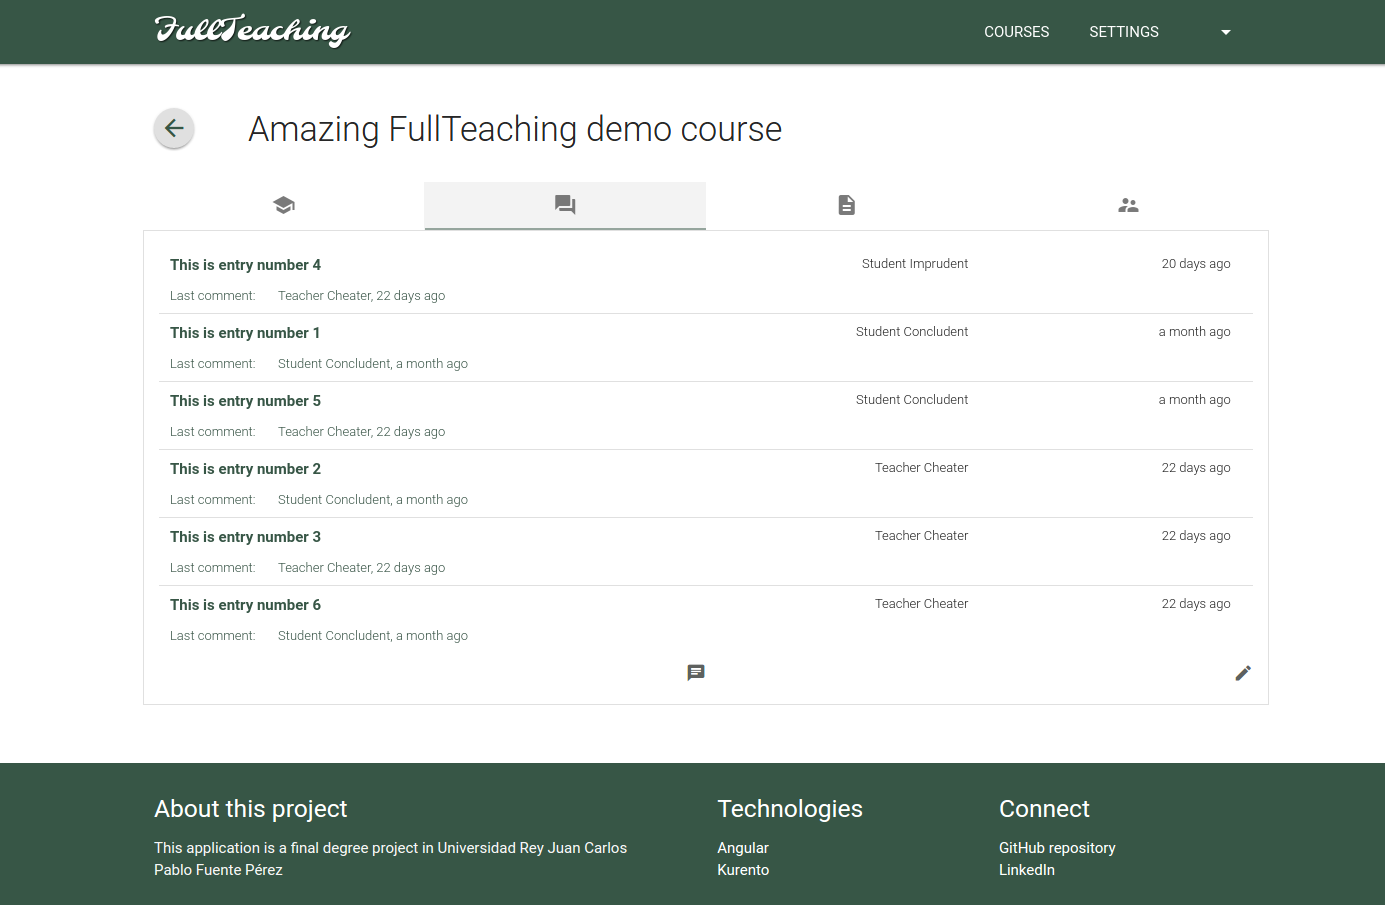 FullTeaching
COURSES
SETTINGS
Amazing FullTeaching demo course
This is entry number 4
Student Imprudent
20 days ago
Last comment: Teacher Cheater, 22 days ago
This is entry number 1
Student Concludent
a month ago
Last comment: Student Concludent, a month ago
This is entry number 5
Student Concludent
a month ago
Last comment: Teacher Cheater, 22 days ago
This is entry number 2
Teacher Cheater
22 days ago
Last comment: Student Concludent, a month ago
This is entry number 3
Teacher Cheater
22 days ago
Last comment: Teacher Cheater, 22 days ago
This is entry number 6
Teacher Cheater
22 days ago
Last comment: Student Concludent, a month ago
About this project
This application is a final degree project in Universidad Rey Juan Carlos
Pablo Fuente Pérez
Technologies
Angular
Kurento
Connect
GitHub repository
LinkedIn